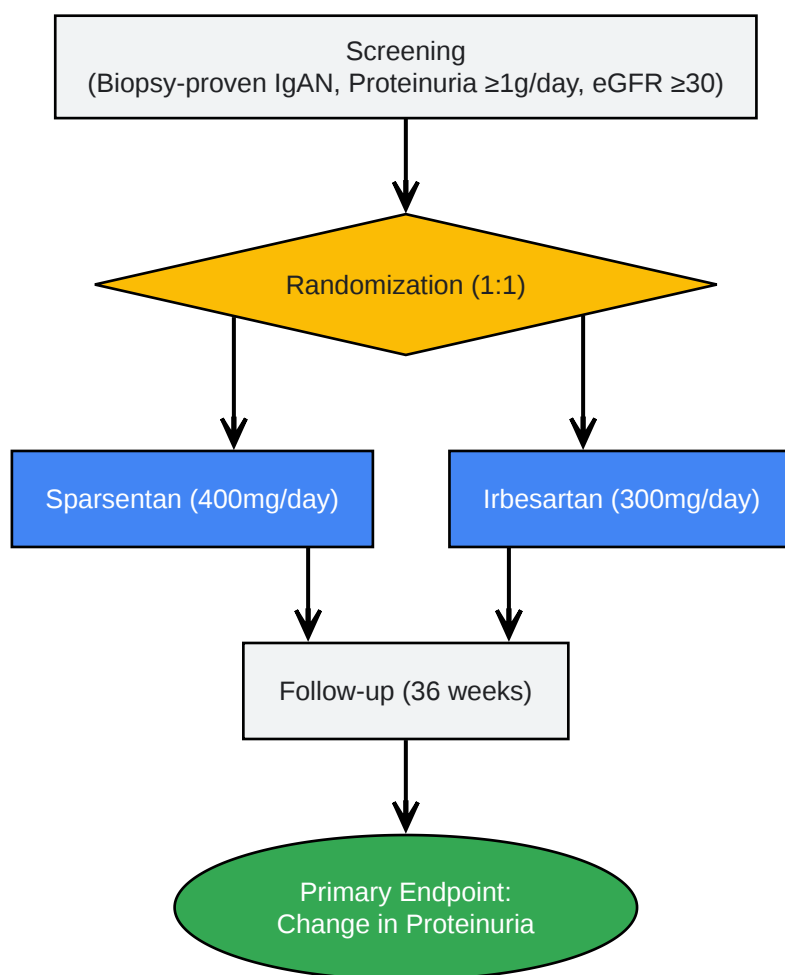 Screening
(Biopsy-proven IgAN, Proteinuria ≥1g/day, eGFR ≥30)
Randomization (1:1)
Sparsentan (400mg/day)
Irbesartan (300mg/day)
Follow-up (36 weeks)
Primary Endpoint:
Change in Proteinuria